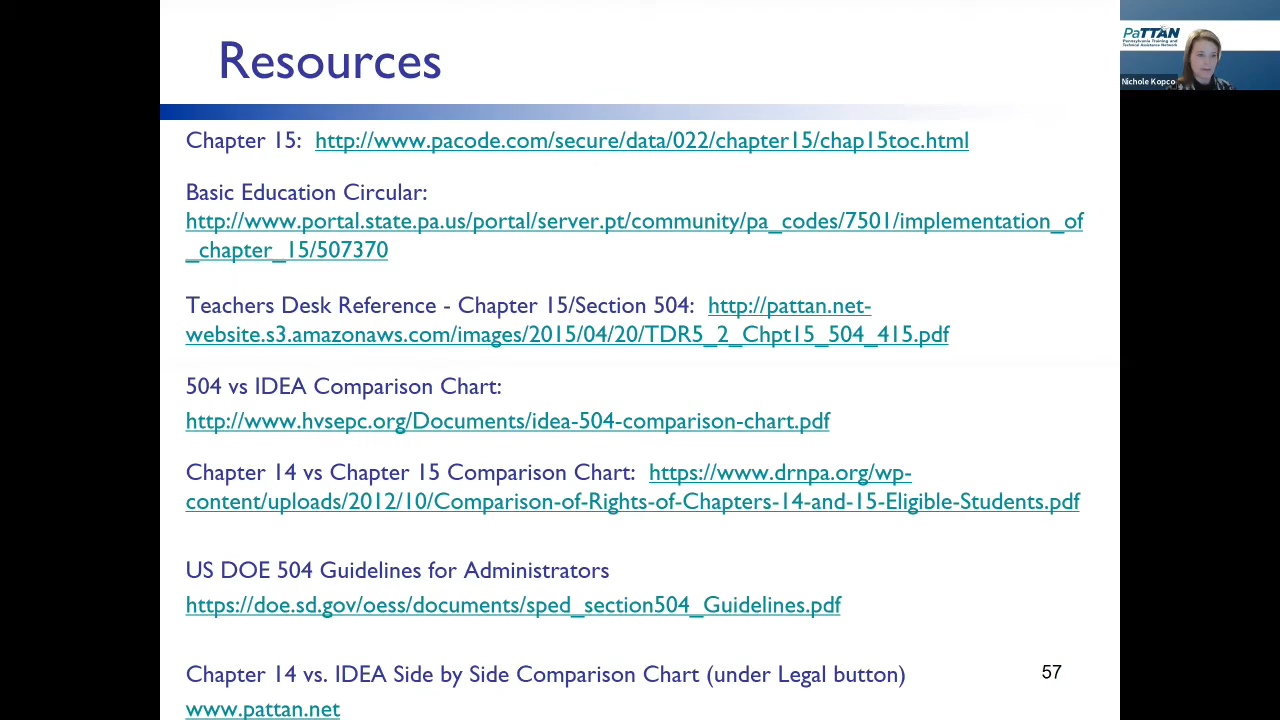 Resources
PaTTAN
Pennsylvania Training and
Technical Assistance Network
Nichole Kopco
Chapter 15: http://www.pacode.com/secure/data/022/chapter15/chap15toc.html
Basic Education Circular:
http://www.portal.state.pa.us/portal/server.pt/community/pa_codes/7501/implementation_of
_chapter_15/507370
Teachers Desk Reference - Chapter 15/Section 504: http://pattan.net-
website.s3.amazonaws.com/images/2015/04/20/TDR5_2_Chpt15_504_415.pdf
504 vs IDEA Comparison Chart:
http://www.hvsepc.org/Documents/idea-504-comparison-chart.pdf
Chapter 14 vs Chapter 15 Comparison Chart: https://www.drnpa.org/wp-
content/uploads/2012/10/Comparison-of-Rights-of-Chapters-14-and-15-Eligible-Students.pdf
US DOE 504 Guidelines for Administrators
https://doe.sd.gov/oess/documents/sped_section504_Guidelines.pdf
Chapter 14 vs. IDEA Side by Side Comparison Chart (under Legal button)
57
www.pattan.net